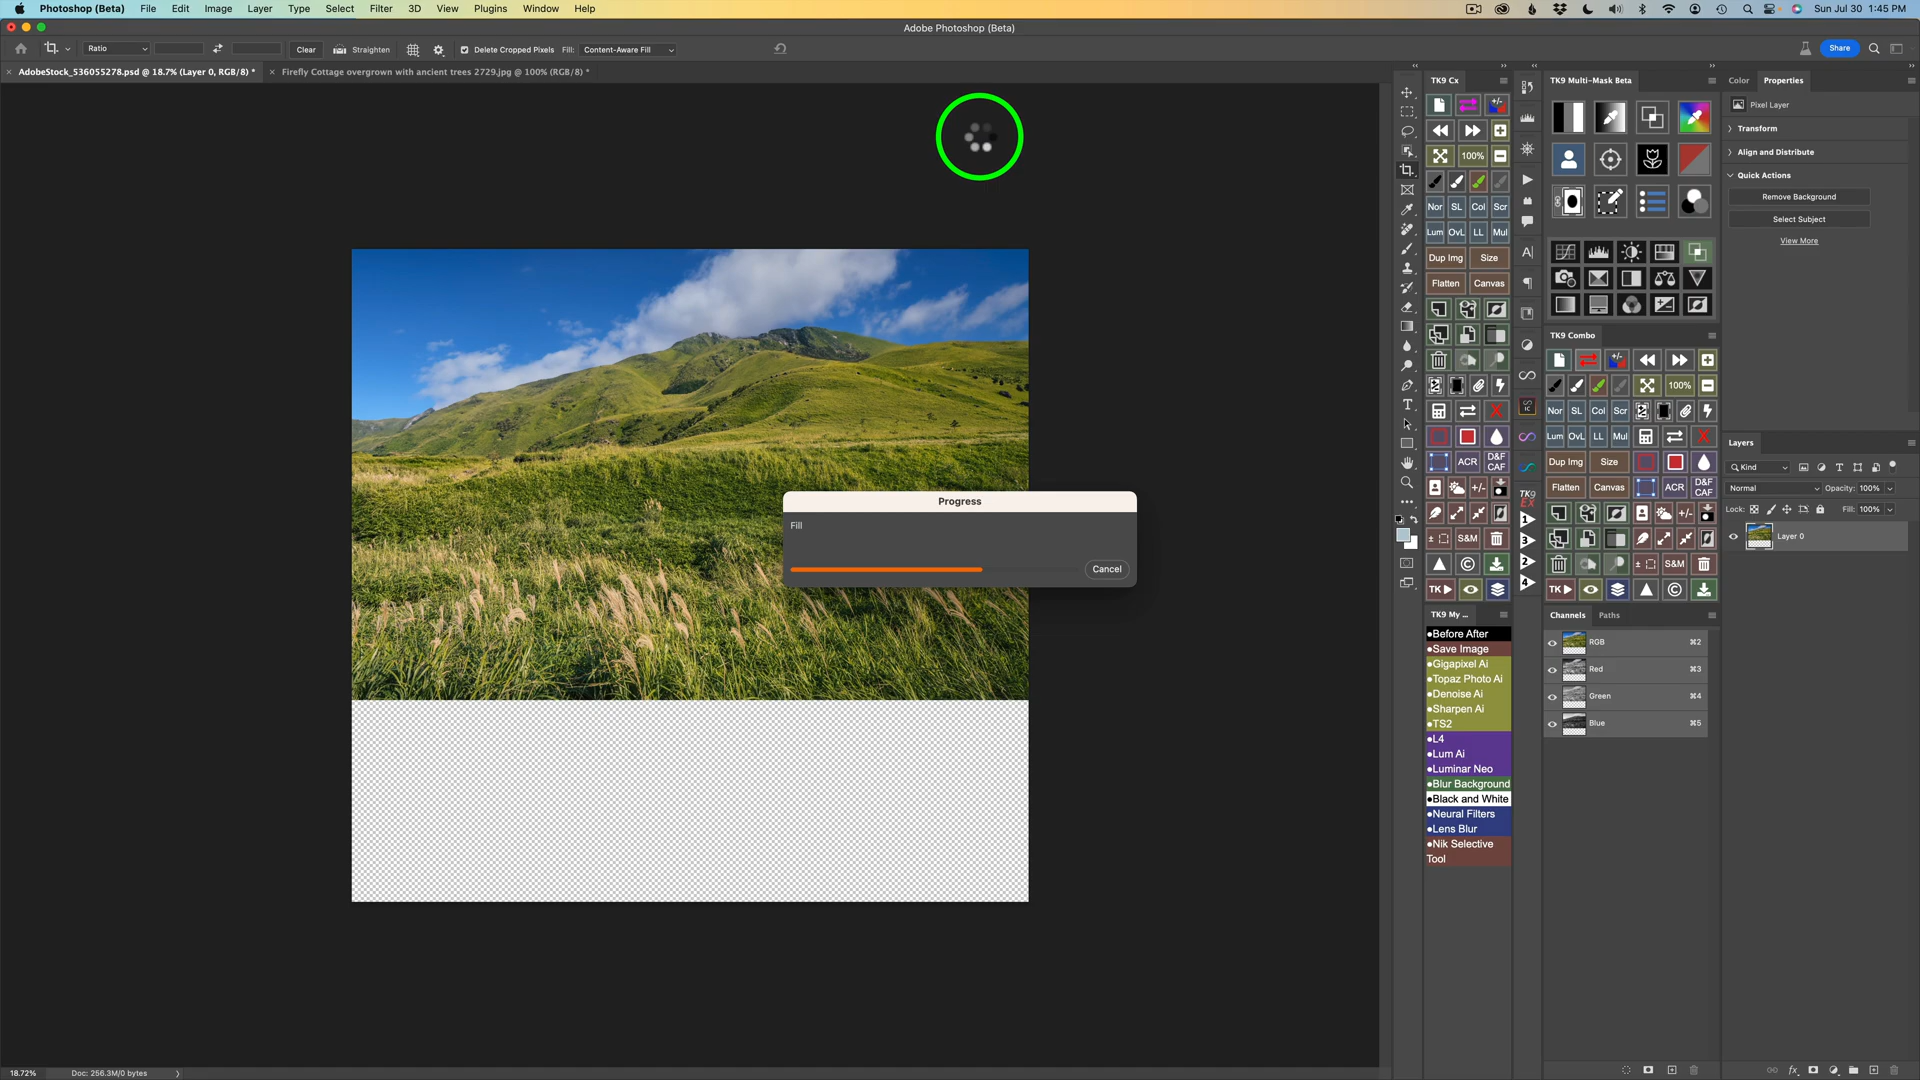 Photoshop (Beta) File Edit Image Layer Type Select Filter 3D View Plugins Window Help Sun Jul 30 1:45 PM
Adobe Photoshop (Beta)
Ratio Clear Straighten Delete Cropped Pixels Fill: Content-Aware Fill Share
AdobeStock_536055278.psd @ 18.7% (Layer 0, RGB/8) * Firefly Cottage overgrown with ancient trees 2729.jpg @ 100% (RGB/8) *
Progress
Fill
Cancel
TK9 Cx
100%
Nor SL Col Scr
Lum OvL LL Mul
Dup Img Size
Flatten Canvas
ACR D&F CAF
+/-
± S&M
TK
TK9 My ...
●Before After
●Save Image
●Gigapixel Ai
●Topaz Photo Ai
●Denoise Ai
●Sharpen Ai
●TS2
●L4
●Lum Ai
●Luminar Neo
●Blur Background
●Black and White
●Neural Filters
●Lens Blur
●Nik Selective
Tool
TK9
Ex
1
3
2
4
TK9 Multi-Mask Beta
TK9 Combo
100%
Nor SL Col Scr
Lum OvL LL Mul
Dup Img Size
Flatten Canvas ACR D&F CAF
+/-
± S&M
TK
Channels Paths
RGB ⌘2
Red ⌘3
Green ⌘4
Blue ⌘5
Color Properties
Pixel Layer
Transform
Align and Distribute
Quick Actions
Remove Background
Select Subject
View More
Layers
Kind
Normal Opacity: 100%
Lock: Fill: 100%
Layer 0
18.72% Doc: 256.3M/0 bytes